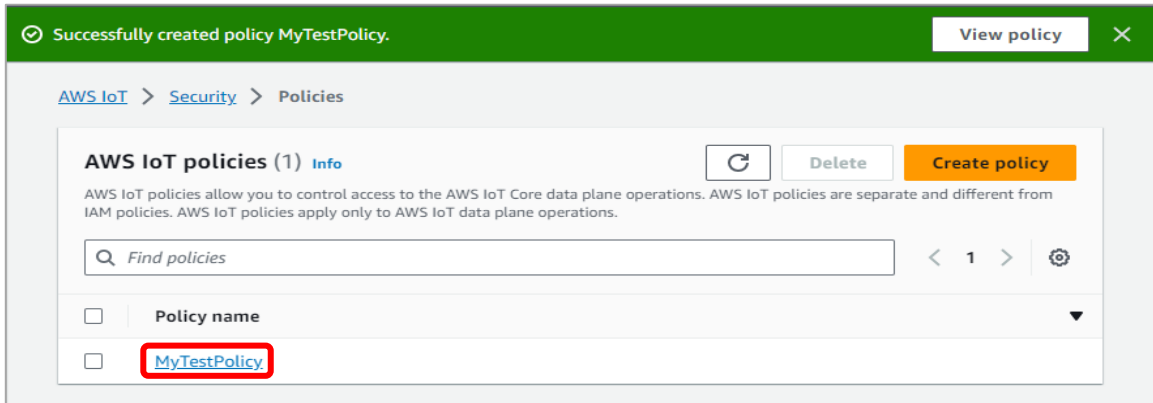 Successfully created policy MyTestPolicy.
View policy
AWS IoT > Security > Policies
AWS IoT policies (1) Info
Delete
Create policy
AWS IoT policies allow you to control access to the AWS IoT Core data plane operations. AWS IoT policies are separate and different from
IAM policies. AWS IoT policies apply only to AWS IoT data plane operations.
Find policies
1
Policy name
MyTestPolicy